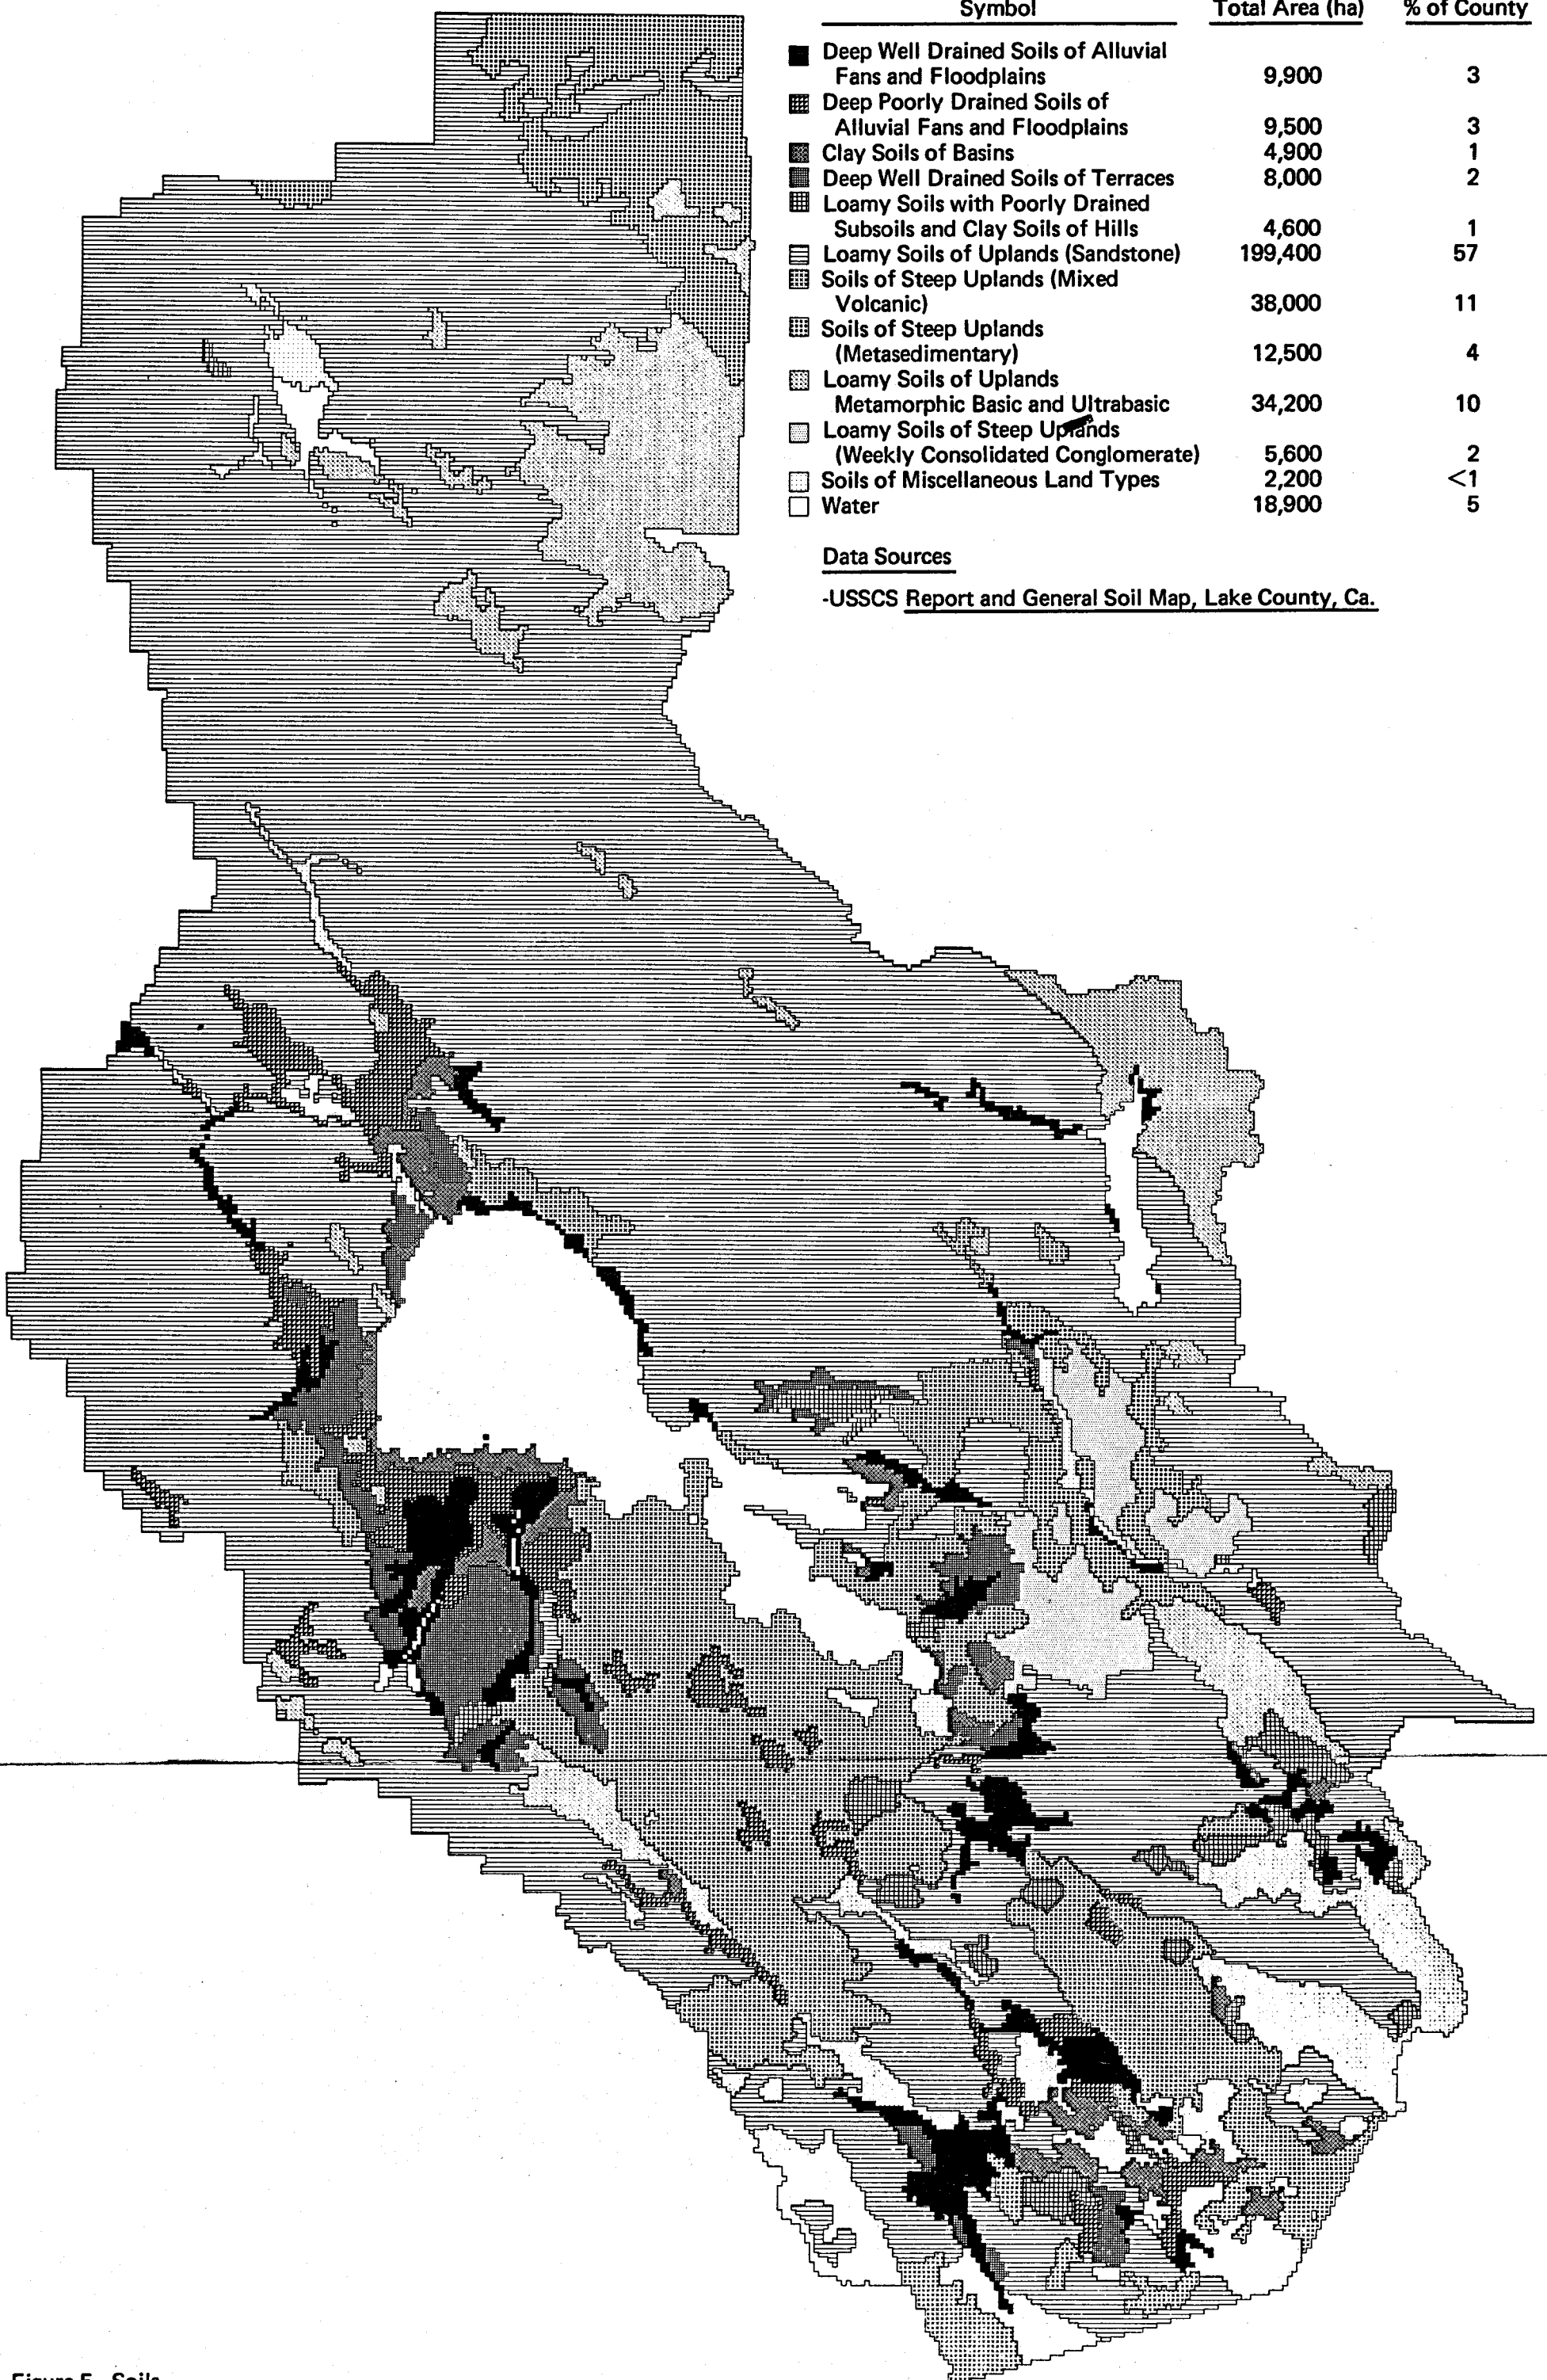 Symbol Total Area (ha) % of County
Deep Well Drained Soils of Alluvial
Fans and Floodplains 9,900 3
Deep Poorly Drained Soils of
Alluvial Fans and Floodplains 9,500 3
Clay Soils of Basins 4,900 1
Deep Well Drained Soils of Terraces 8,000 2
Loamy Soils with Poorly Drained
Subsoils and Clay Soils of Hills 4,600 1
Loamy Soils of Uplands (Sandstone) 199,400 57
Soils of Steep Uplands (Mixed
Volcanic) 38,000 11
Soils of Steep Uplands
(Metasedimentary) 12,500 4
Loamy Soils of Uplands
Metamorphic Basic and Ultrabasic 34,200 10
Loamy Soils of Steep Uplands
(Weekly Consolidated Conglomerate) 5,600 2
Soils of Miscellaneous Land Types 2,200 <1
Water 18,900 5
Data Sources
-USSCS Report and General Soil Map, Lake County, Ca.
Figure 5. Soils